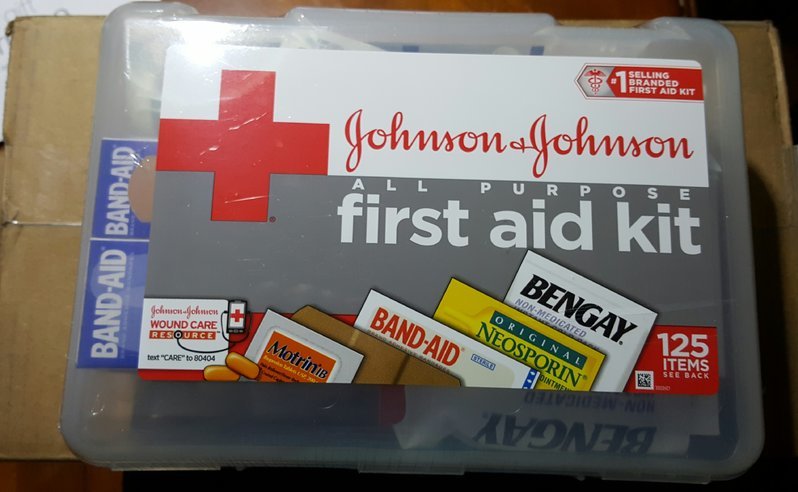 #1 SELLING
BRANDED
FIRST AID KIT
Johnson & Johnson
ALL PURPOSE
first aid kit
BAND-AID
BAND-AID
Johnson & Johnson
WOUND CARE
RESOURCE
text "CARE" to 80404
Motrin IB
BAND-AID
STERILE
ORIGINAL
NEOSPORIN
OINTMENT
BENGAY
NON-MEDICATED
125
ITEMS
SEE BACK
NON-MEDICATED
BENGAY